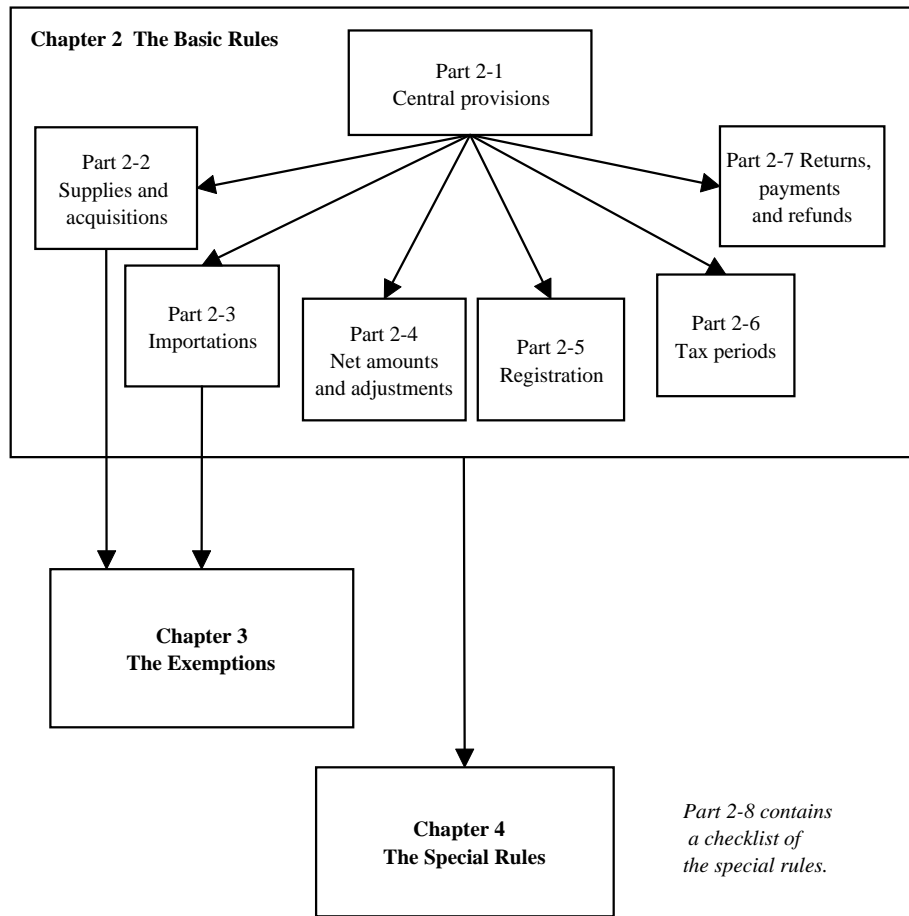 Chapter 2  The Basic Rules
Part 2-1
Central provisions
Part 2-2
Supplies and
acquisitions
Part 2-7 Returns,
payments
and refunds
Part 2-3
Importations
Part 2-4
Net amounts
and adjustments
Part 2-5
Registration
Part 2-6
Tax periods
Chapter 3
The Exemptions
Chapter 4
The Special Rules
Part 2-8 contains
a checklist of
the special rules.